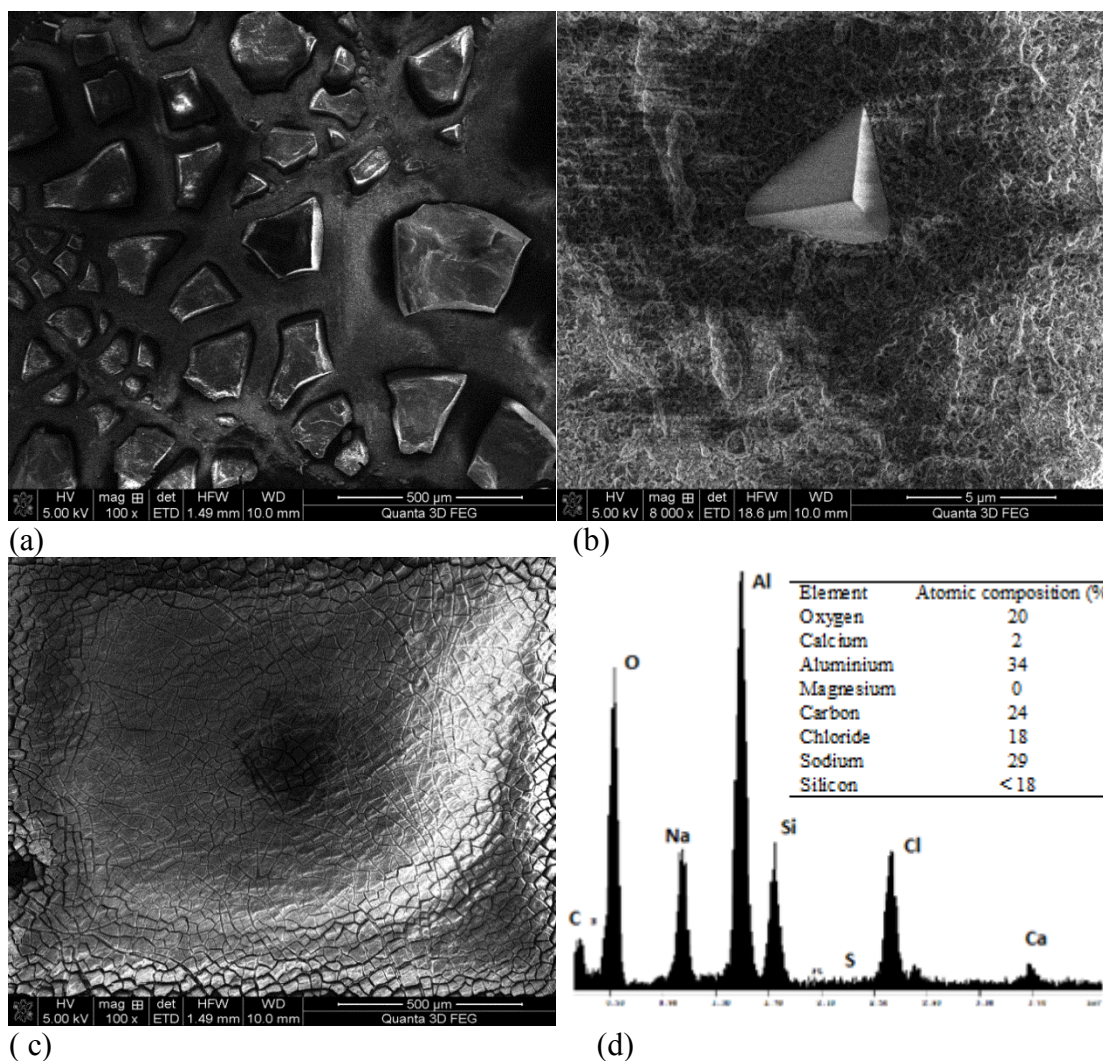 HV mag det HFW WD 500 µm
5.00 kV 100 x ETD 1.49 mm 10.0 mm Quanta 3D FEG
(a)
HV mag det HFW WD 5 µm
5.00 kV 8 000 x ETD 18.6 µm 10.0 mm Quanta 3D FEG
(b)
HV mag det HFW WD 500 µm
5.00 kV 100 x ETD 1.49 mm 10.0 mm Quanta 3D FEG
( c)
Element Atomic composition (%
Oxygen 20
Calcium 2
Aluminium 34
Magnesium 0
Carbon 24
Chloride 18
Sodium 29
Silicon < 18
C
O
Na
Al
Si
S
Cl
Ca
(d)